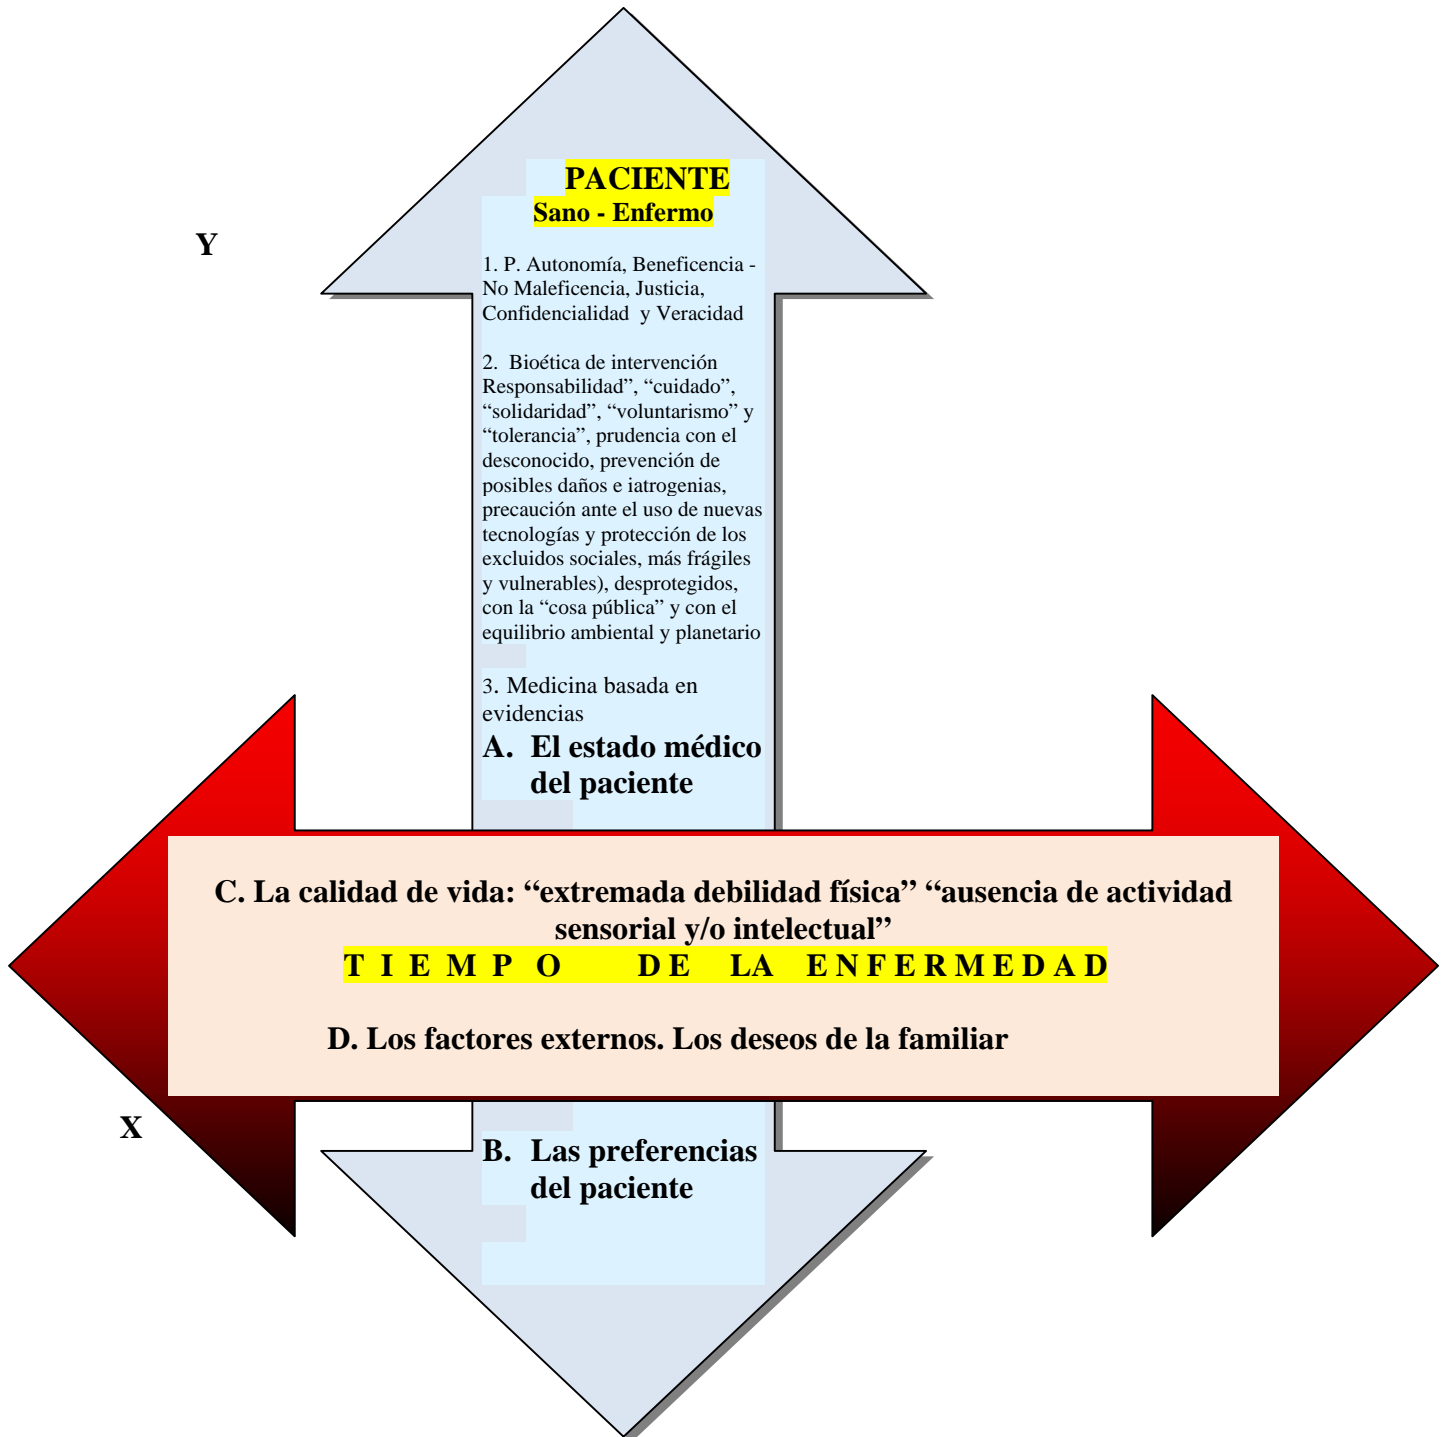 PACIENTE
Sano - Enfermo
Y
1. P. Autonomía, Beneficencia -
No Maleficencia, Justicia,
Confidencialidad y Veracidad
2. Bioética de intervención
Responsabilidad”, “cuidado”,
“solidaridad”, “voluntarismo” y
“tolerancia”, prudencia con el
desconocido, prevención de
posibles daños e iatrogenias,
precaución ante el uso de nuevas
tecnologías y protección de los
excluidos sociales, más frágiles
y vulnerables), desprotegidos,
con la “cosa pública” y con el
equilibrio ambiental y planetario
3. Medicina basada en
evidencias
A. El estado médico
del paciente
C. La calidad de vida: “extremada debilidad física” “ausencia de actividad
sensorial y/o intelectual”
T I E M P O D E LA E N F E R M E D A D
D. Los factores externos. Los deseos de la familiar
X
B. Las preferencias
del paciente